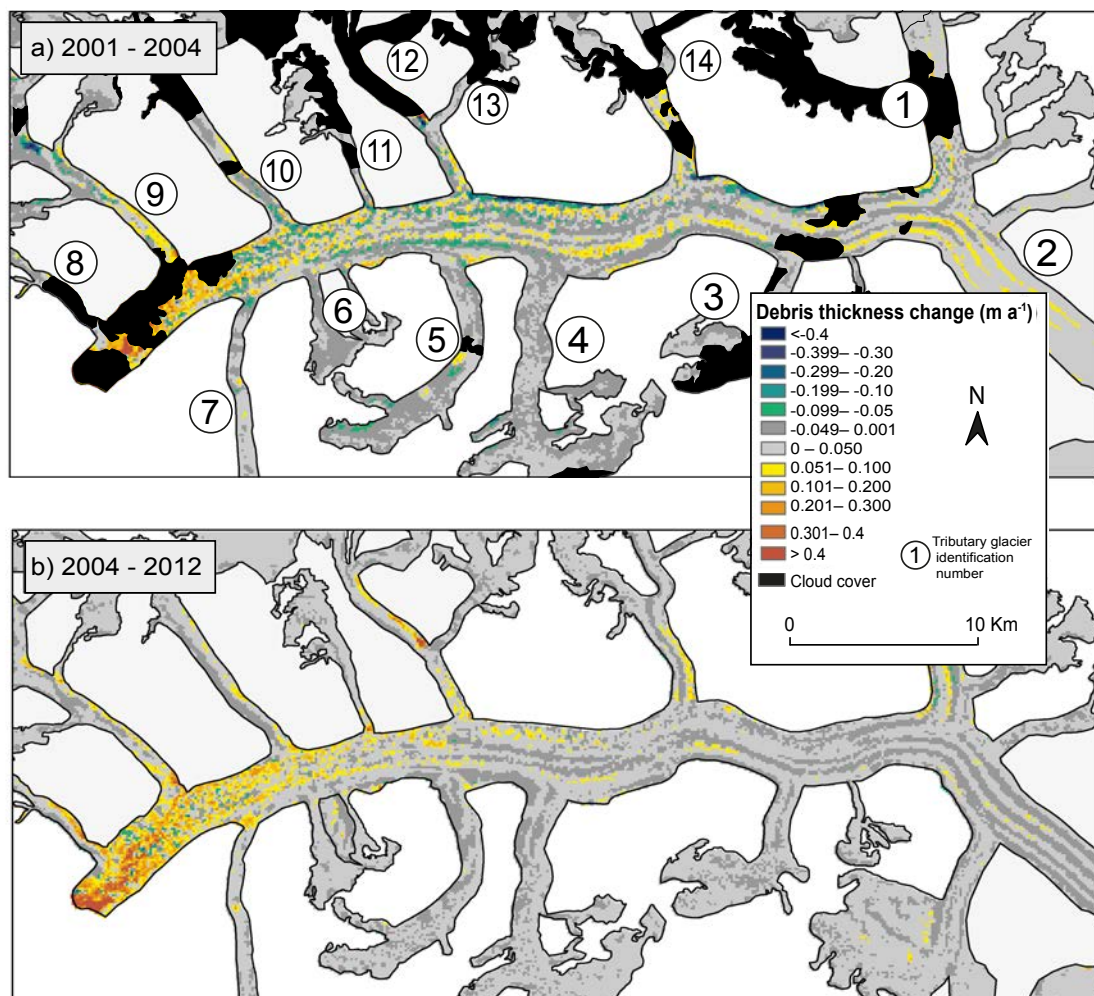 a) 2001 - 2004
12
13
14
1
11
10
9
2
8
3
6
5
4
7
Debris thickness change (m a⁻¹)
<-0.4
-0.399– -0.30
-0.299– -0.20
-0.199– -0.10
-0.099– -0.05
-0.049– -0.001
0 – 0.050
0.051– 0.100
0.101– 0.200
0.201– 0.300
0.301– 0.4
> 0.4
Cloud cover
N
1 Tributary glacier
identification
number
0 10 Km
b) 2004 - 2012